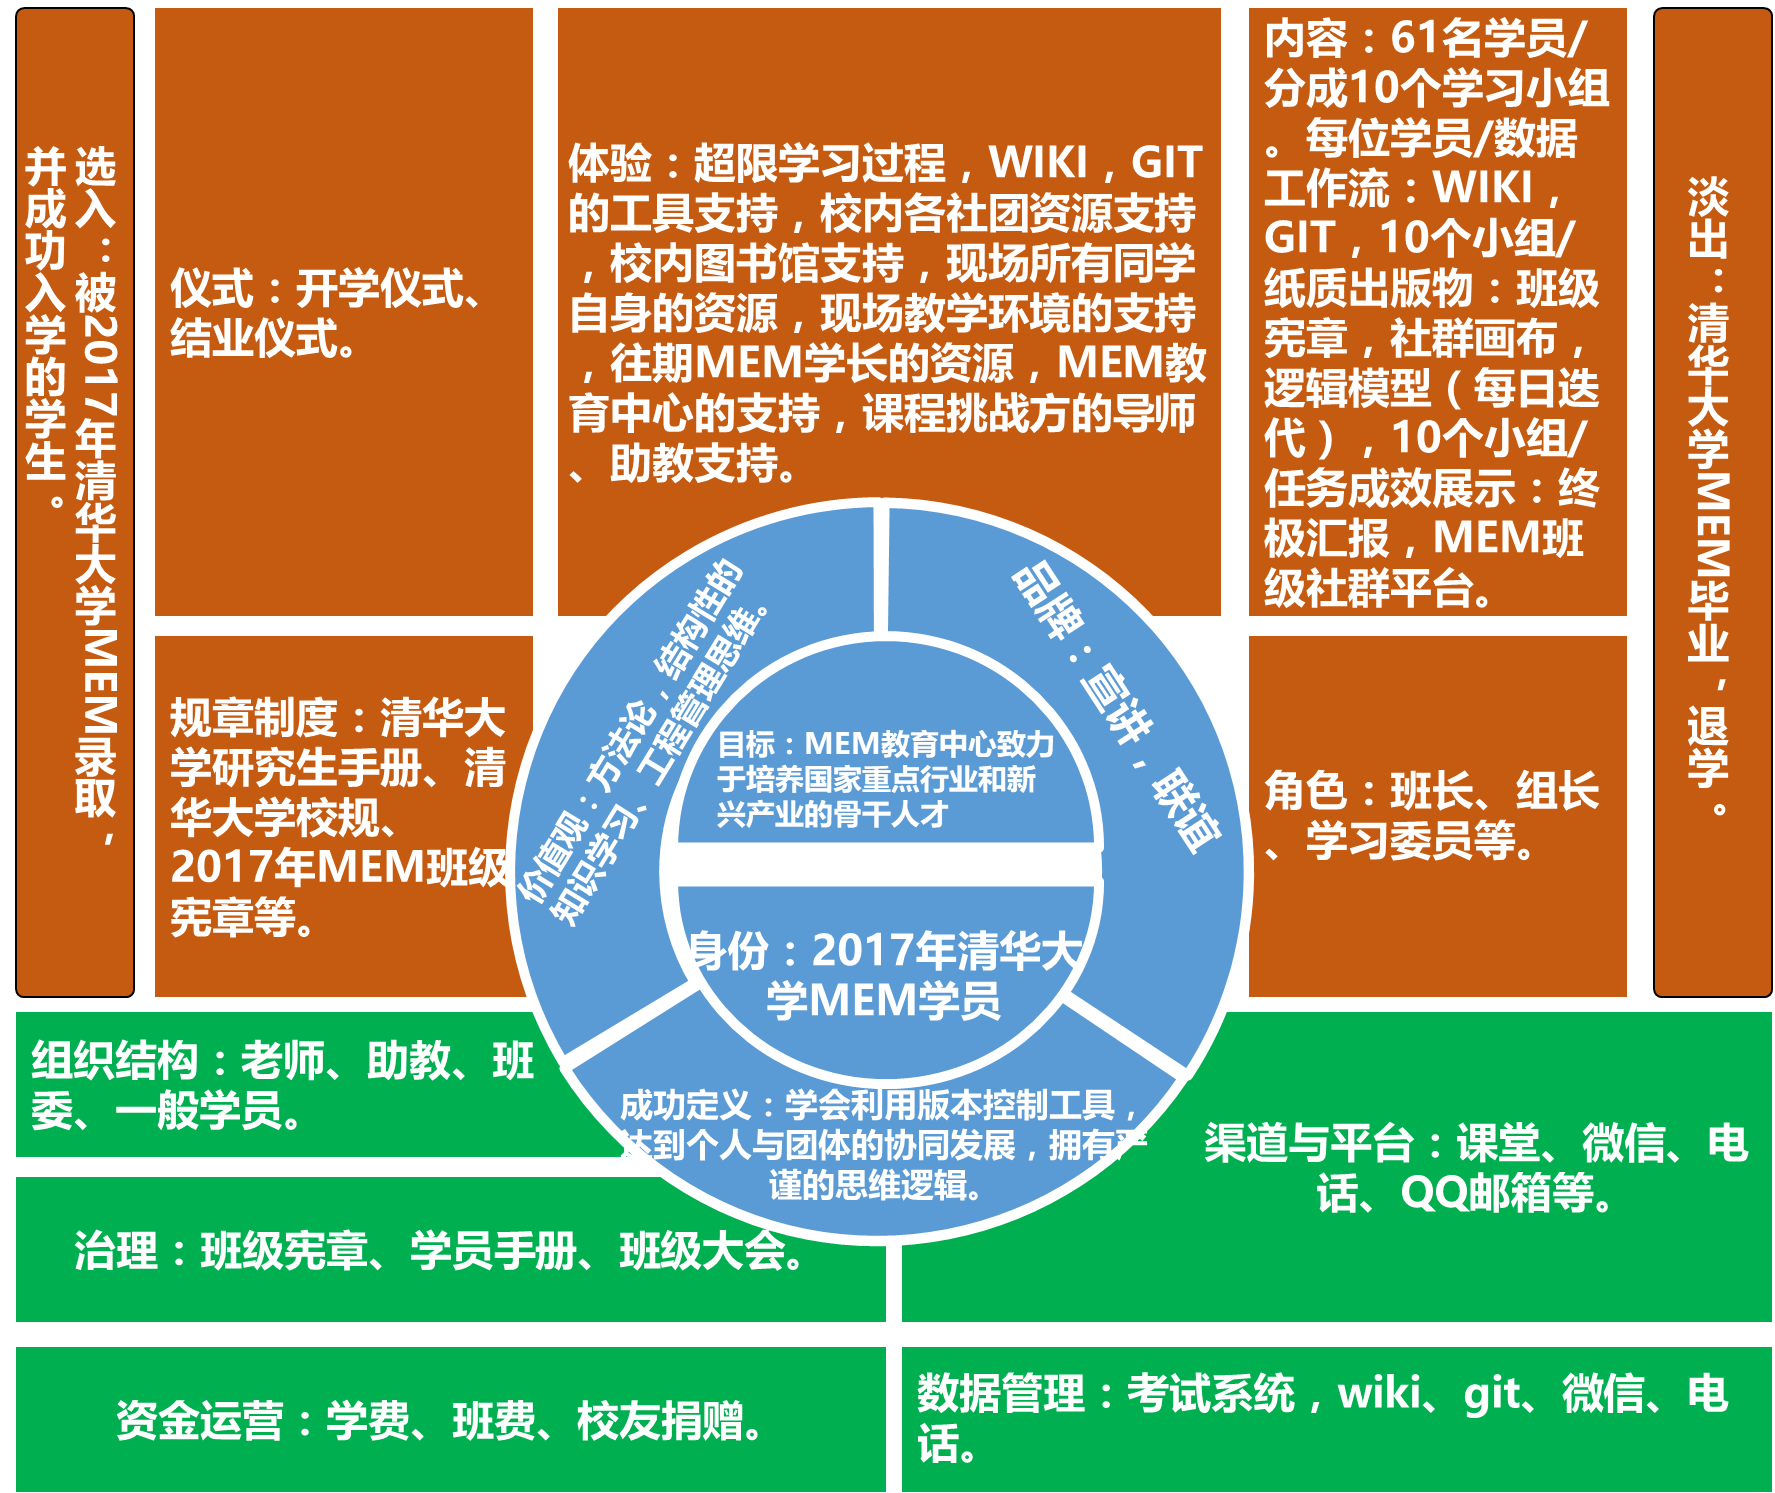 选入：被2017年清华大学MEM录取，
并成功入学的学生。
仪式：开学仪式、
结业仪式。
体验：超限学习过程，WIKI，GIT
的工具支持，校内各社团资源支持
，校内图书馆支持，现场所有同学
自身的资源，现场教学环境的支持
，往期MEM学长的资源，MEM教
育中心的支持，课程挑战方的导师
、助教支持。
内容：61名学员/
分成10个学习小组
。每位学员/数据
工作流：WIKI，
GIT，10个小组/
纸质出版物：班级
宪章，社群画布，
逻辑模型（每日迭
代），10个小组/
任务成效展示：终
极汇报，MEM班
级社群平台。
淡出：清华大学MEM毕业，退学。
规章制度：清华大
学研究生手册、清
华大学校规、
2017年MEM班级
宪章等。
价值观：方法论，结构性的
知识学习、工程管理思维。
品牌：宣讲，联谊
目标：MEM教育中心致力
于培养国家重点行业和新
兴产业的骨干人才
身份：2017年清华大
学MEM学员
成功定义：学会利用版本控制工具，
达到个人与团体的协同发展，拥有严
谨的思维逻辑。
角色：班长、组长
、学习委员等。
组织结构：老师、助教、班
委、一般学员。
治理：班级宪章、学员手册、班级大会。
渠道与平台：课堂、微信、电
话、QQ邮箱等。
资金运营：学费、班费、校友捐赠。
数据管理：考试系统，wiki、git、微信、电
话。